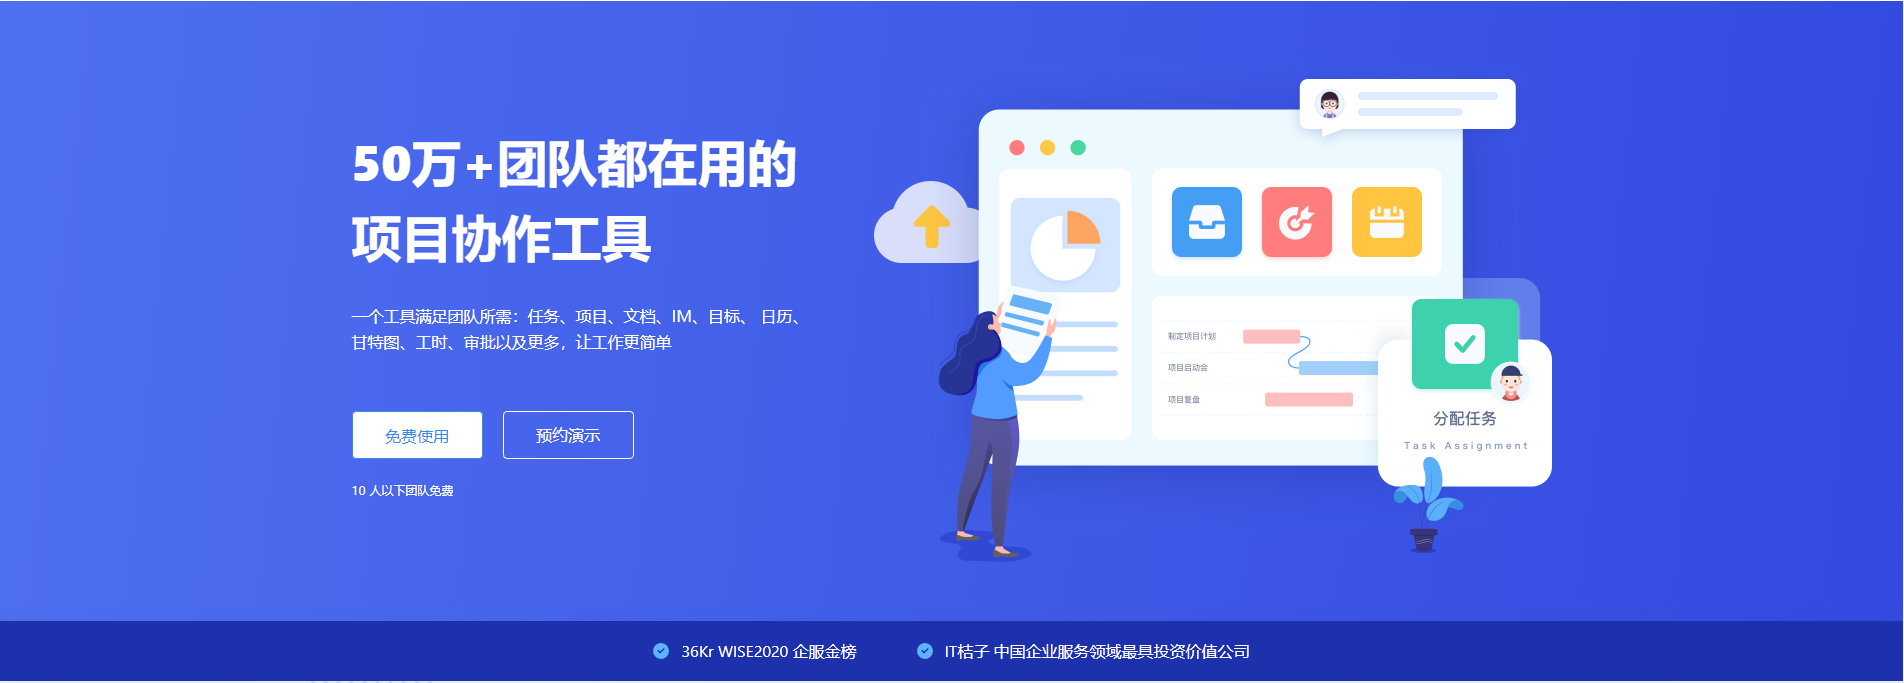 50万+团队都在用的
项目协作工具
一个工具满足团队所需：任务、项目、文档、IM、目标、 日历、
甘特图、工时、审批以及更多，让工作更简单
免费使用
预约演示
10 人以下团队免费
制定项目计划
项目启动会
项目复盘
分配任务
Task Assignment
36Kr WISE2020 企服金榜
IT桔子 中国企业服务领域最具投资价值公司